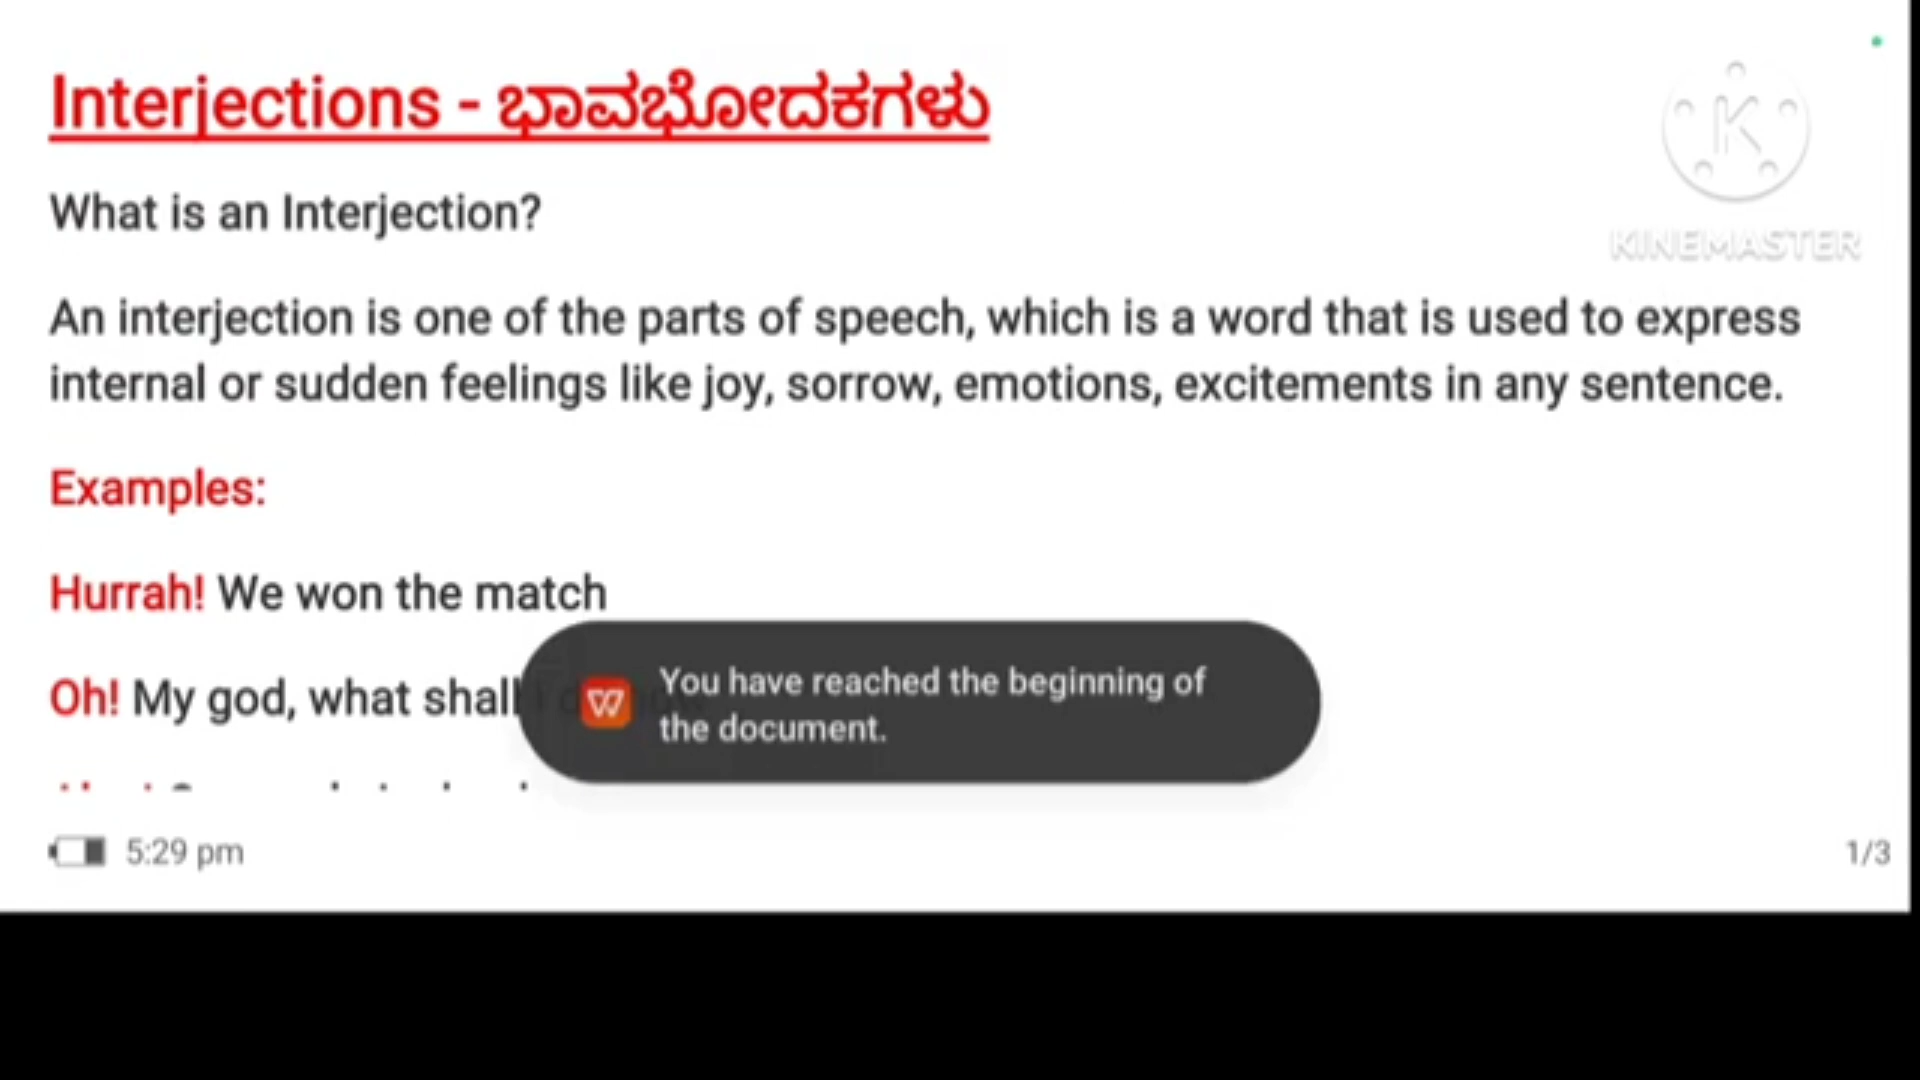 Interjections - ಭಾವಭೋದಕಗಳು
K
KINEMASTER
What is an Interjection?
An interjection is one of the parts of speech, which is a word that is used to express
internal or sudden feelings like joy, sorrow, emotions, excitements in any sentence.
Examples:
Hurrah! We won the match
Oh! My god, what shall
You have reached the beginning of
the document.
5:29 pm
1/3